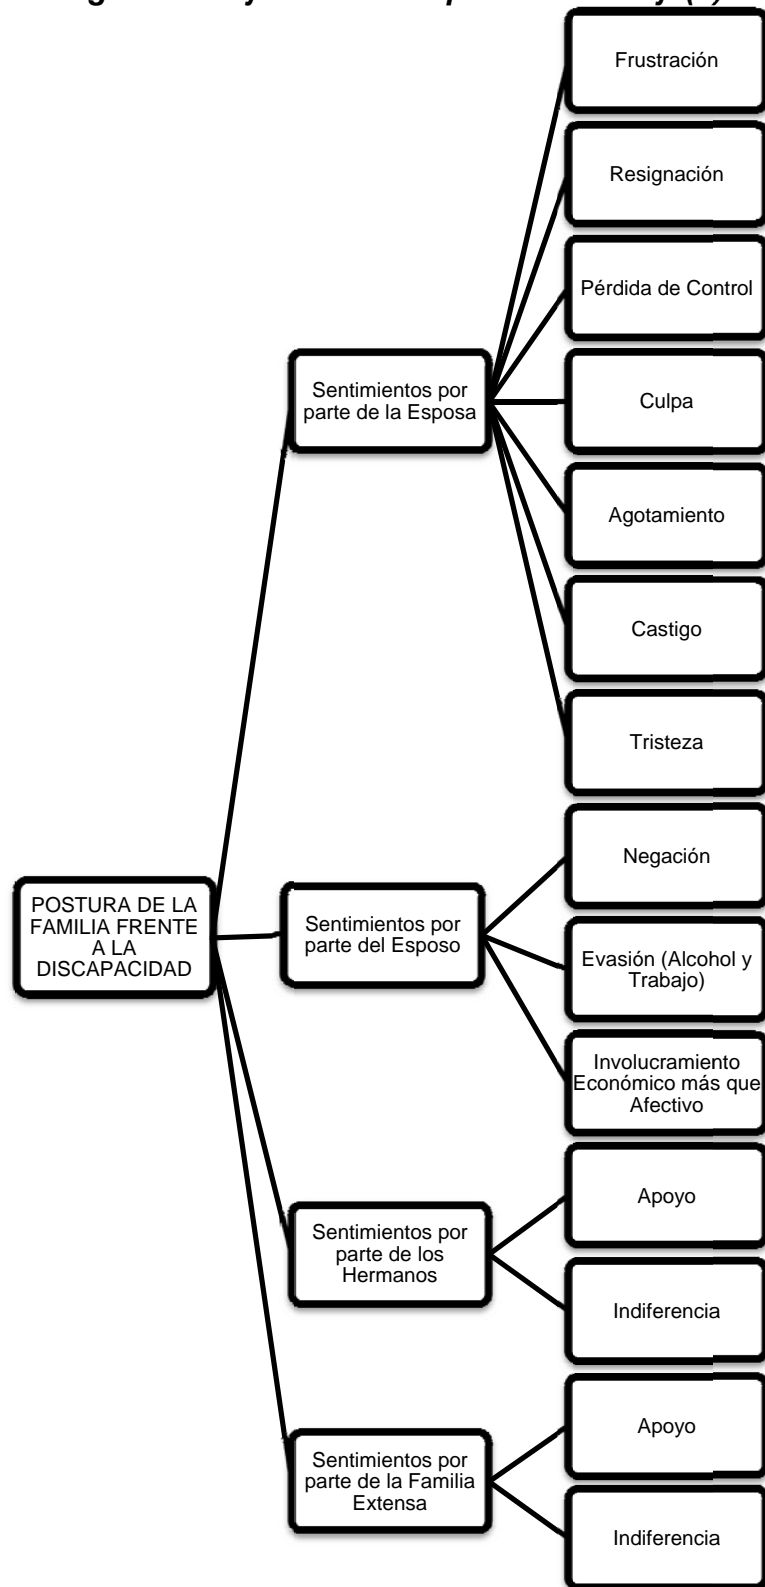 Frustración
Resignación
Pérdida de Control
Sentimientos por
parte de la Esposa
Culpa
Agotamiento
Castigo
Tristeza
POSTURA DE LA
FAMILIA FRENTE
A LA
DISCAPACIDAD
Sentimientos por
parte del Esposo
Negación
Evasión (Alcohol y
Trabajo)
Involucramiento
Económico más que
Afectivo
Sentimientos por
parte de los
Hermanos
Apoyo
Indiferencia
Sentimientos por
parte de la Familia
Extensa
Apoyo
Indiferencia